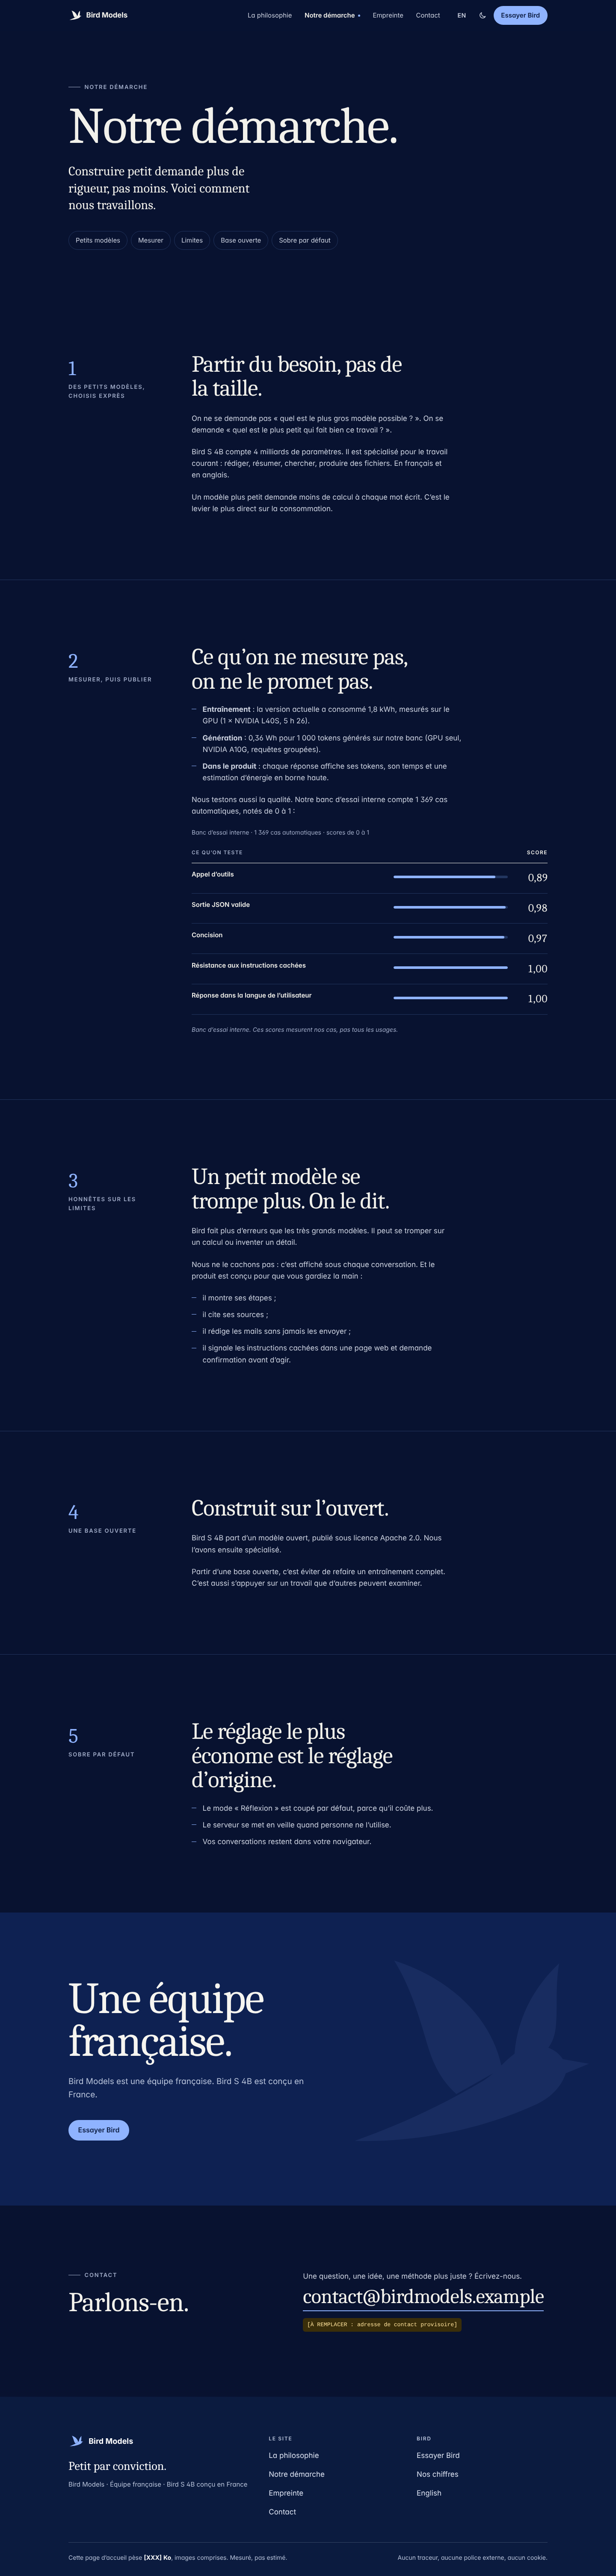 Bird Models
La philosophie
Notre démarche ▾
Empreinte
Contact
EN
Essayer Bird
NOTRE DÉMARCHE
Notre démarche.
Construire petit demande plus de
rigueur, pas moins. Voici comment
nous travaillons.
Petits modèles
Mesurer
Limites
Base ouverte
Sobre par défaut
1
DES PETITS MODÈLES,
CHOISIS EXPRÈS
Partir du besoin, pas de
la taille.
On ne se demande pas « quel est le plus gros modèle possible ? ». On se
demande « quel est le plus petit qui fait bien ce travail ? ».
Bird S 4B compte 4 milliards de paramètres. Il est spécialisé pour le travail
courant : rédiger, résumer, chercher, produire des fichiers. En français et
en anglais.
Un modèle plus petit demande moins de calcul à chaque mot écrit. C’est le
levier le plus direct sur la consommation.
2
MESURER, PUIS PUBLIER
Ce qu’on ne mesure pas,
on ne le promet pas.
— Entraînement : la version actuelle a consommé 1,8 kWh, mesurés sur le
GPU (1 × NVIDIA L40S, 5 h 26).
— Génération : 0,36 Wh pour 1 000 tokens générés sur notre banc (GPU seul,
NVIDIA A10G, requêtes groupées).
— Dans le produit : chaque réponse affiche ses tokens, son temps et une
estimation d’énergie en borne haute.
Nous testons aussi la qualité. Notre banc d’essai interne compte 1 369 cas
automatiques, notés de 0 à 1 :
Banc d’essai interne · 1 369 cas automatiques · scores de 0 à 1
CE QU’ON TESTE
SCORE
Appel d’outils
0,89
Sortie JSON valide
0,98
Concision
0,97
Résistance aux instructions cachées
1,00
Réponse dans la langue de l’utilisateur
1,00
Banc d’essai interne. Ces scores mesurent nos cas, pas tous les usages.
3
HONNÊTES SUR LES
LIMITES
Un petit modèle se
trompe plus. On le dit.
Bird fait plus d’erreurs que les très grands modèles. Il peut se tromper sur
un calcul ou inventer un détail.
Nous ne le cachons pas : c’est affiché sous chaque conversation. Et le
produit est conçu pour que vous gardiez la main :
— il montre ses étapes ;
— il cite ses sources ;
— il rédige les mails sans jamais les envoyer ;
— il signale les instructions cachées dans une page web et demande
confirmation avant d’agir.
4
UNE BASE OUVERTE
Construit sur l’ouvert.
Bird S 4B part d’un modèle ouvert, publié sous licence Apache 2.0. Nous
l’avons ensuite spécialisé.
Partir d’une base ouverte, c’est éviter de refaire un entraînement complet.
C’est aussi s’appuyer sur un travail que d’autres peuvent examiner.
5
SOBRE PAR DÉFAUT
Le réglage le plus
économe est le réglage
d’origine.
— Le mode « Réflexion » est coupé par défaut, parce qu’il coûte plus.
— Le serveur se met en veille quand personne ne l’utilise.
— Vos conversations restent dans votre navigateur.
Une équipe
française.
Bird Models est une équipe française. Bird S 4B est conçu en
France.
Essayer Bird
CONTACT
Parlons-en.
Une question, une idée, une méthode plus juste ? Écrivez-nous.
contact@birdmodels.example
[À REMPLACER : adresse de contact provisoire]
Bird Models
Petit par conviction.
Bird Models · Équipe française · Bird S 4B conçu en France
LE SITE
La philosophie
Notre démarche
Empreinte
Contact
BIRD
Essayer Bird
Nos chiffres
English
Cette page d’accueil pèse [XXX] Ko, images comprises. Mesuré, pas estimé.
Aucun traceur, aucune police externe, aucun cookie.